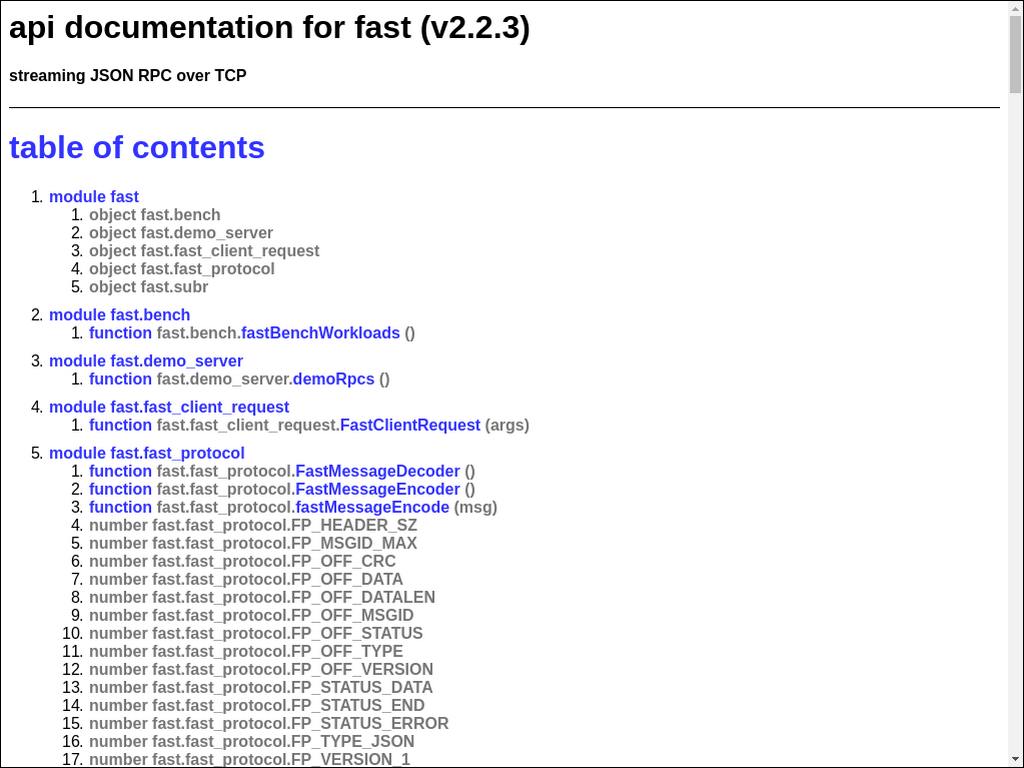 api documentation for fast (v2.2.3)
streaming JSON RPC over TCP
table of contents
1. module fast
1. object fast.bench
2. object fast.demo_server
3. object fast.fast_client_request
4. object fast.fast_protocol
5. object fast.subr
2. module fast.bench
1. function fast.bench.fastBenchWorkloads ()
3. module fast.demo_server
1. function fast.demo_server.demoRpcs ()
4. module fast.fast_client_request
1. function fast.fast_client_request.FastClientRequest (args)
5. module fast.fast_protocol
1. function fast.fast_protocol.FastMessageDecoder ()
2. function fast.fast_protocol.FastMessageEncoder ()
3. function fast.fast_protocol.fastMessageEncode (msg)
4. number fast.fast_protocol.FP_HEADER_SZ
5. number fast.fast_protocol.FP_MSGID_MAX
6. number fast.fast_protocol.FP_OFF_CRC
7. number fast.fast_protocol.FP_OFF_DATA
8. number fast.fast_protocol.FP_OFF_DATALEN
9. number fast.fast_protocol.FP_OFF_MSGID
10. number fast.fast_protocol.FP_OFF_STATUS
11. number fast.fast_protocol.FP_OFF_TYPE
12. number fast.fast_protocol.FP_OFF_VERSION
13. number fast.fast_protocol.FP_STATUS_DATA
14. number fast.fast_protocol.FP_STATUS_END
15. number fast.fast_protocol.FP_STATUS_ERROR
16. number fast.fast_protocol.FP_TYPE_JSON
17. number fast.fast_protocol.FP_VERSION_1